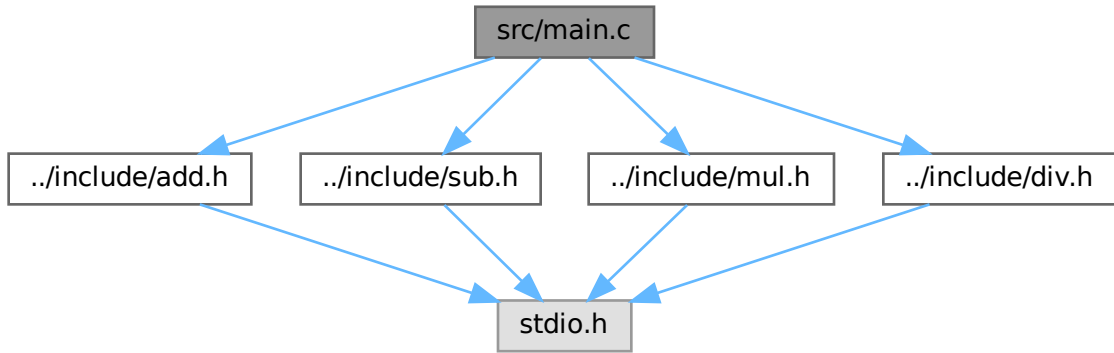 src/main.c
../include/add.h
../include/sub.h
../include/mul.h
../include/div.h
stdio.h